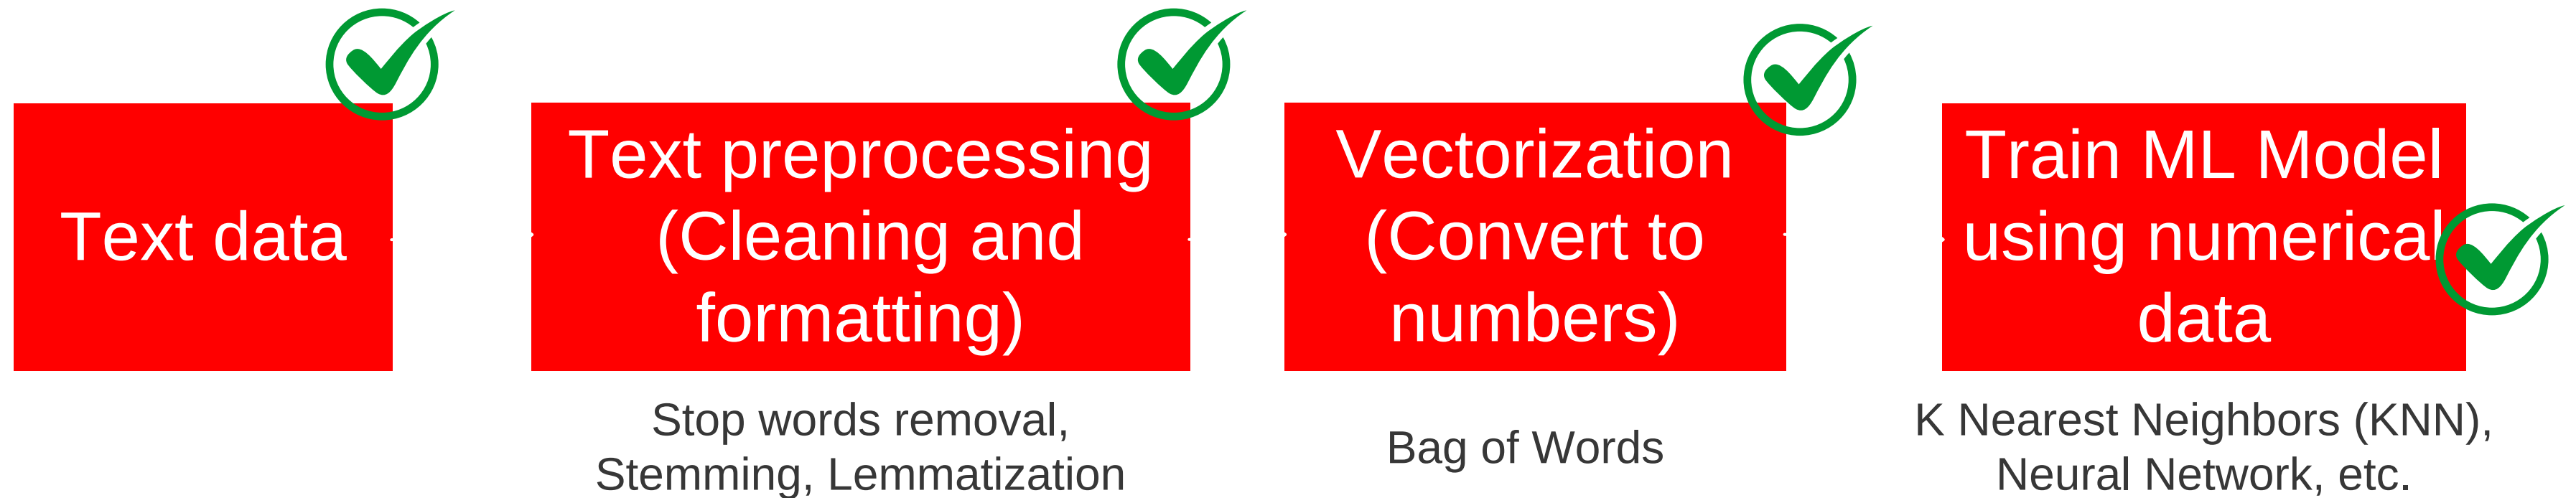 Text data
Text preprocessing
(Cleaning and
formatting)
Vectorization
(Convert to
numbers)
Train ML Model
using numerical
data
Stop words removal,
Stemming, Lemmatization
Bag of Words
K Nearest Neighbors (KNN),
Neural Network, etc.